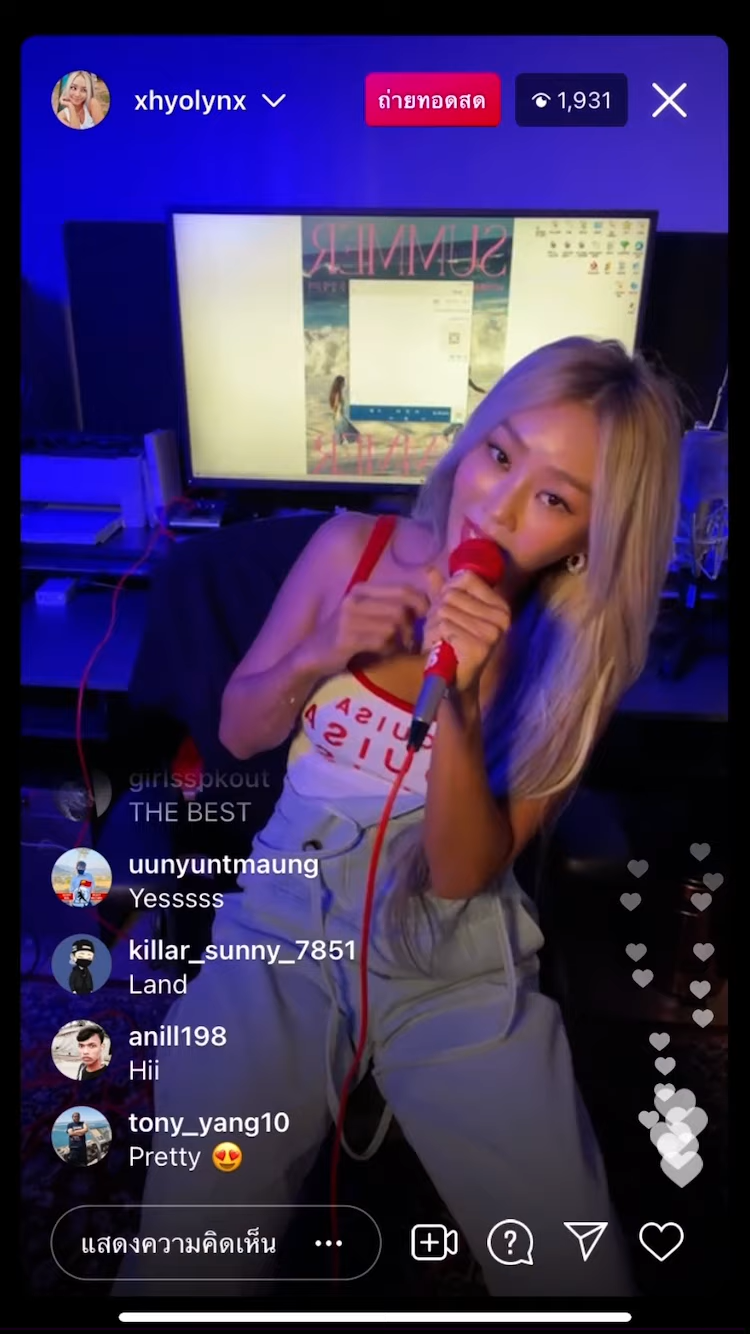 xhyolynx
ถ่ายทอดสด
1,931
SUMMER
girlsspkout
THE BEST
uunyuntmaung
Yesssss
killar_sunny_7851
Land
anill198
Hii
tony_yang10
Pretty 😍
แสดงความคิดเห็น